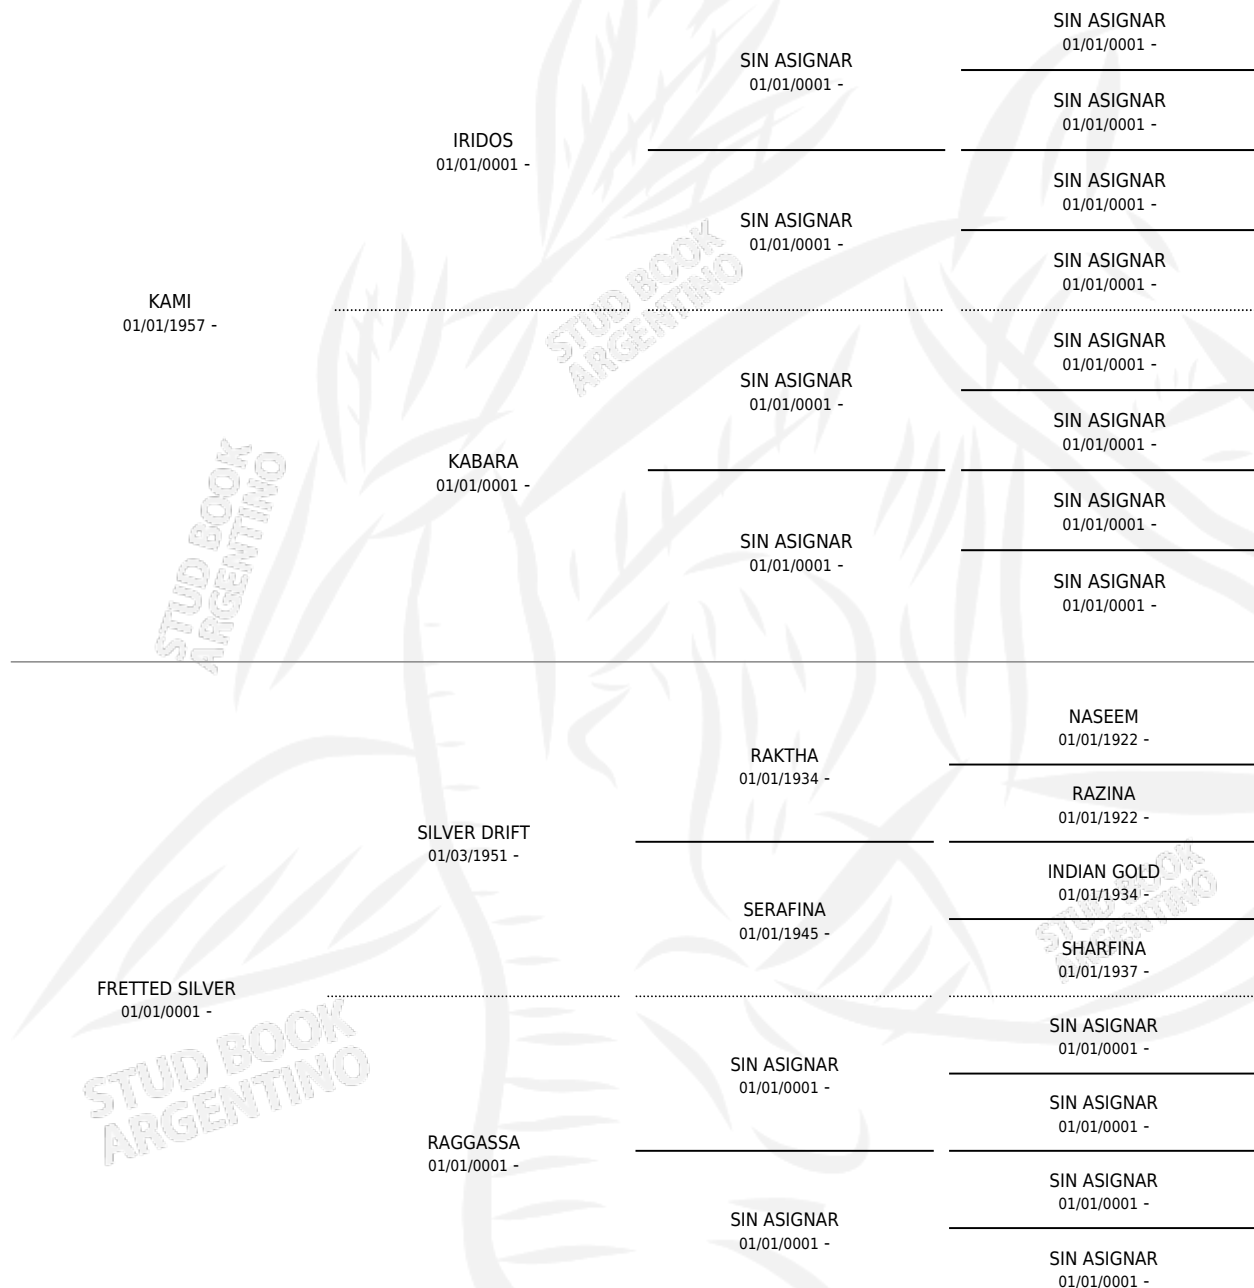 SIN ASIGNAR
01/01/0001 -
SIN ASIGNAR
01/01/0001 -
SIN ASIGNAR
01/01/0001 -
IRIDOS
01/01/0001 -
SIN ASIGNAR
01/01/0001 -
SIN ASIGNAR
01/01/0001 -
SIN ASIGNAR
01/01/0001 -
KAMI
01/01/1957 -
STUD BOOK
ARGENTINO
SIN ASIGNAR
01/01/0001 -
SIN ASIGNAR
01/01/0001 -
SIN ASIGNAR
01/01/0001 -
KABARA
01/01/0001 -
SIN ASIGNAR
01/01/0001 -
SIN ASIGNAR
01/01/0001 -
SIN ASIGNAR
01/01/0001 -
STUD BOOK
ARGENTINO
NASEEM
01/01/1922 -
RAKTHA
01/01/1934 -
RAZINA
01/01/1922 -
SILVER DRIFT
01/03/1951 -
INDIAN GOLD
01/01/1934 -
SERAFINA
01/01/1945 -
SHARFINA
01/01/1937 -
STUD BOOK
ARGENTINO
FRETTED SILVER
01/01/0001 -
STUD BOOK
ARGENTINO
SIN ASIGNAR
01/01/0001 -
SIN ASIGNAR
01/01/0001 -
SIN ASIGNAR
01/01/0001 -
RAGGASSA
01/01/0001 -
SIN ASIGNAR
01/01/0001 -
SIN ASIGNAR
01/01/0001 -
SIN ASIGNAR
01/01/0001 -